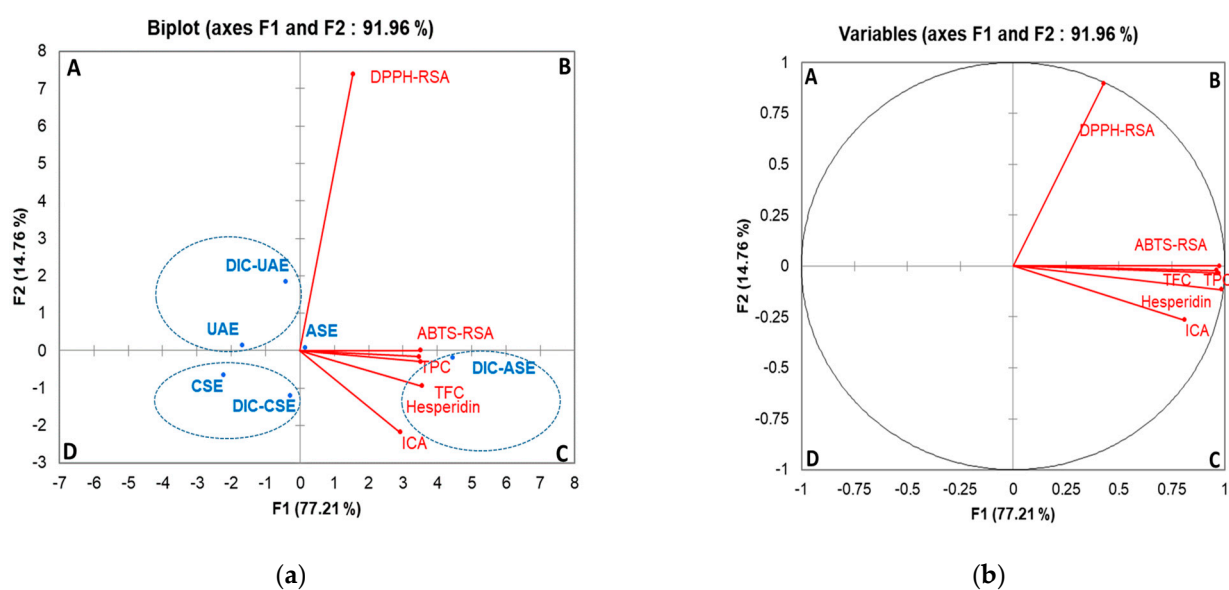 Biplot (axes F1 and F2 : 91.96 %)
A
B
8
7
6
5
4
3
2
1
0
-1
-2
-3
F2 (14.76 %)
DPPH-RSA
DIC-UAE
UAE
ASE
ABTS-RSA
TPC
DIC-ASE
CSE
DIC-CSE
TFC
Hesperidin
ICA
D
C
-7 -6 -5 -4 -3 -2 -1 0 1 2 3 4 5 6 7 8
F1 (77.21 %)
(a)
Variables (axes F1 and F2 : 91.96 %)
A
B
1
0.75
0.5
0.25
0
-0.25
-0.5
-0.75
-1
F2 (14.76 %)
DPPH-RSA
ABTS-RSA
TFC TPC
Hesperidin
ICA
D
C
-1 -0.75 -0.5 -0.25 0 0.25 0.5 0.75 1
F1 (77.21 %)
(b)